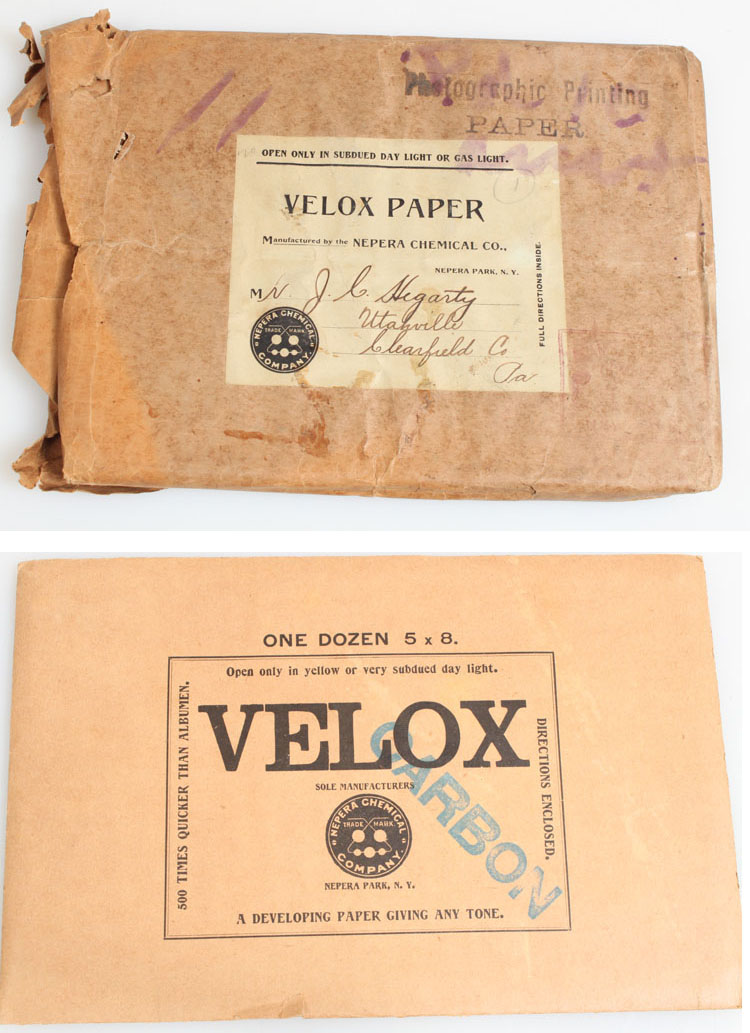 Photographic Printing
PAPER
OPEN ONLY IN SUBDUED DAY LIGHT OR GAS LIGHT.
1
VELOX PAPER
Manufactured by the NEPERA CHEMICAL CO.,
NEPERA PARK, N. Y.
FULL DIRECTIONS INSIDE.
Mr. J. C. Hegarty
Utahville
Clearfield Co
Pa
NEPERA CHEMICAL
TRADE MARK
COMPANY
ONE DOZEN 5 x 8.
Open only in yellow or very subdued day light.
500 TIMES QUICKER THAN ALBUMEN.
VELOX
CARBON
DIRECTIONS ENCLOSED.
SOLE MANUFACTURERS
NEPERA CHEMICAL
TRADE MARK
COMPANY.
NEPERA PARK, N. Y.
A DEVELOPING PAPER GIVING ANY TONE.